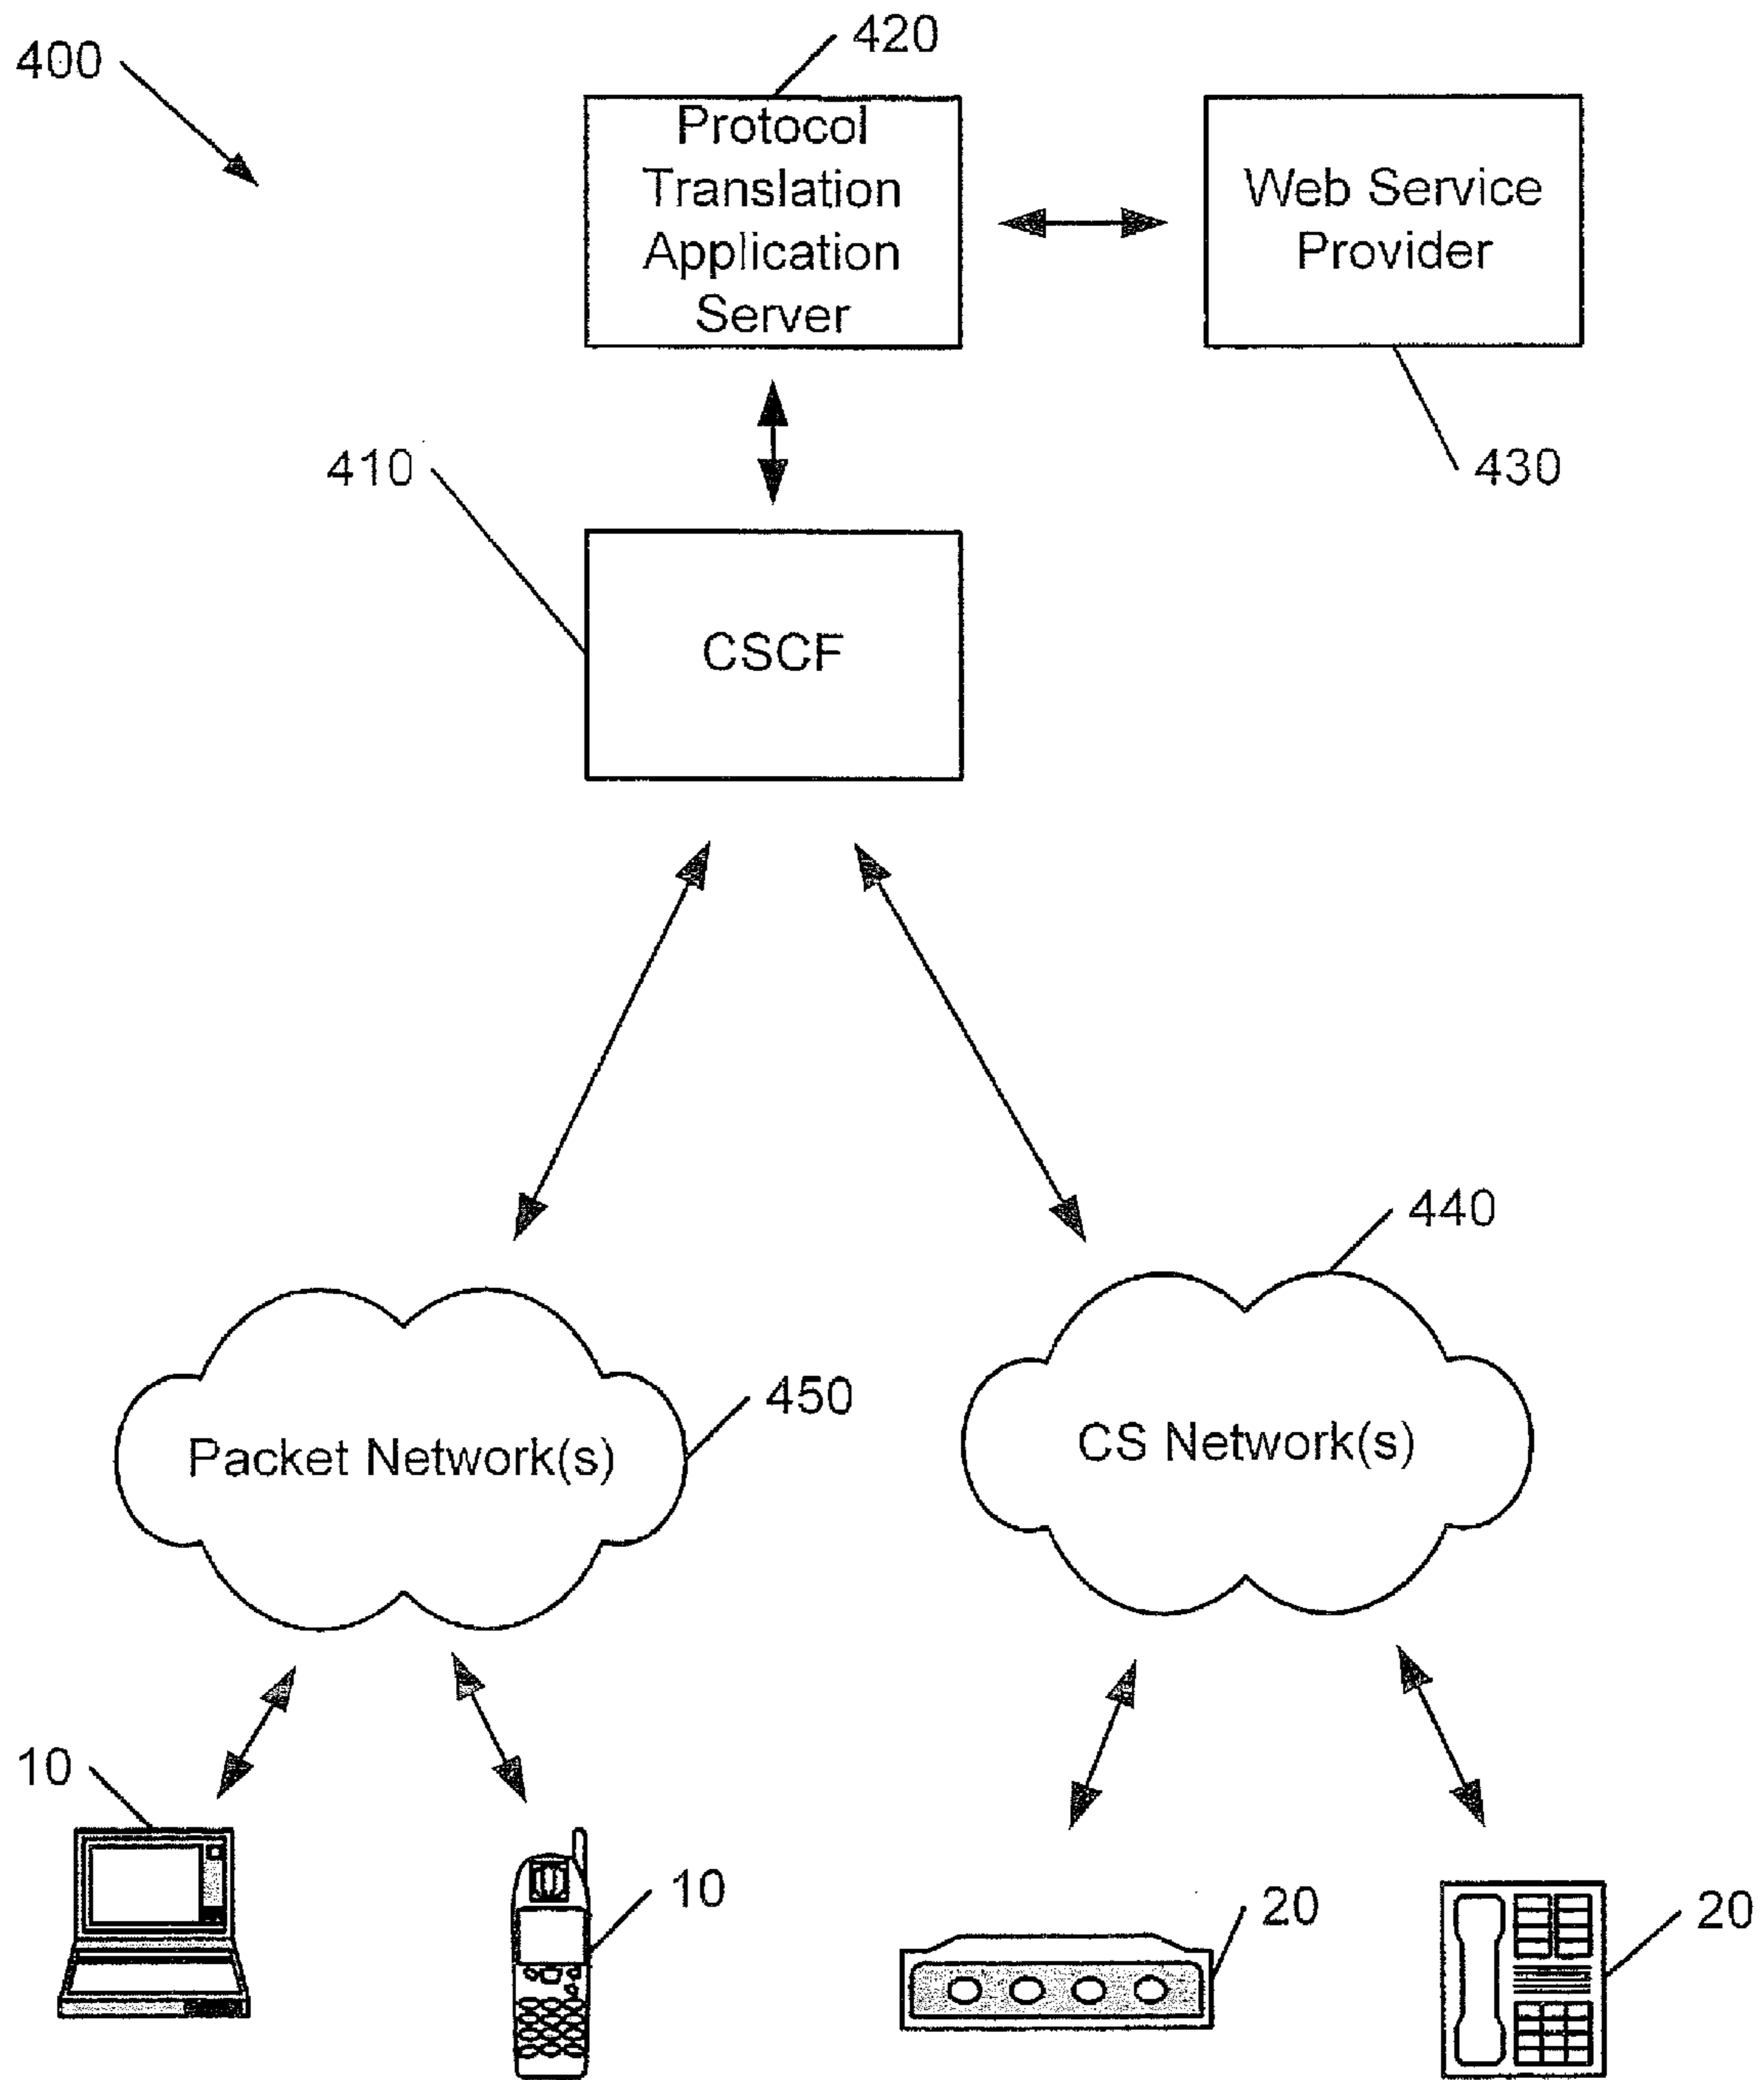 400
420
Protocol
Translation
Application
Server
Web Service
Provider
410
430
CSCF
440
450
Packet Network(s)
CS Network(s)
10
10
20
20